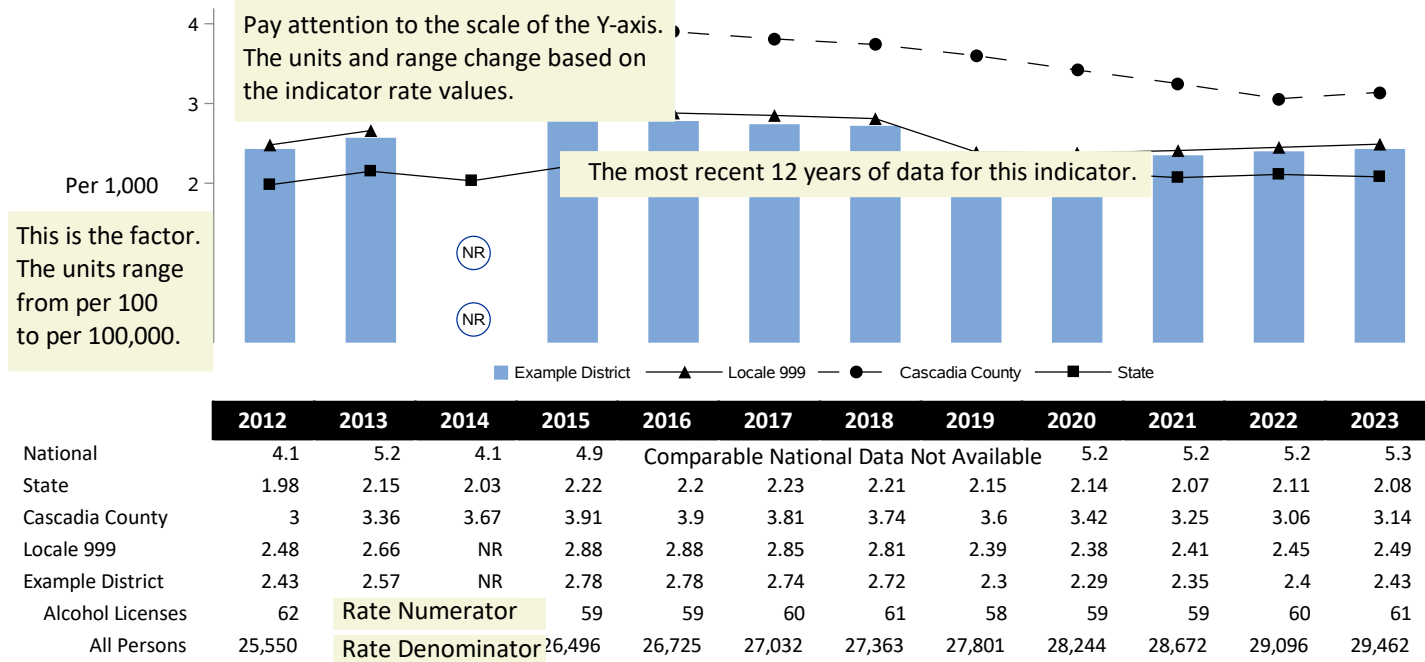 4
Pay attention to the scale of the Y-axis.
The units and range change based on
the indicator rate values.
3
Per 1,000
2
The most recent 12 years of data for this indicator.
This is the factor.
The units range
from per 100
to per 100,000.
NR
NR
Example District Locale 999 Cascadia County State
2012 2013 2014 2015 2016 2017 2018 2019 2020 2021 2022 2023
National 4.1 5.2 4.1 4.9 Comparable National Data Not Available 5.2 5.2 5.2 5.3
State 1.98 2.15 2.03 2.22 2.2 2.23 2.21 2.15 2.14 2.07 2.11 2.08
Cascadia County 3 3.36 3.67 3.91 3.9 3.81 3.74 3.6 3.42 3.25 3.06 3.14
Locale 999 2.48 2.66 NR 2.88 2.88 2.85 2.81 2.39 2.38 2.41 2.45 2.49
Example District 2.43 2.57 NR 2.78 2.78 2.74 2.72 2.3 2.29 2.35 2.4 2.43
Alcohol Licenses 62 Rate Numerator 59 59 60 61 58 59 59 60 61
All Persons 25,550 Rate Denominator 26,496 26,725 27,032 27,363 27,801 28,244 28,672 29,096 29,462